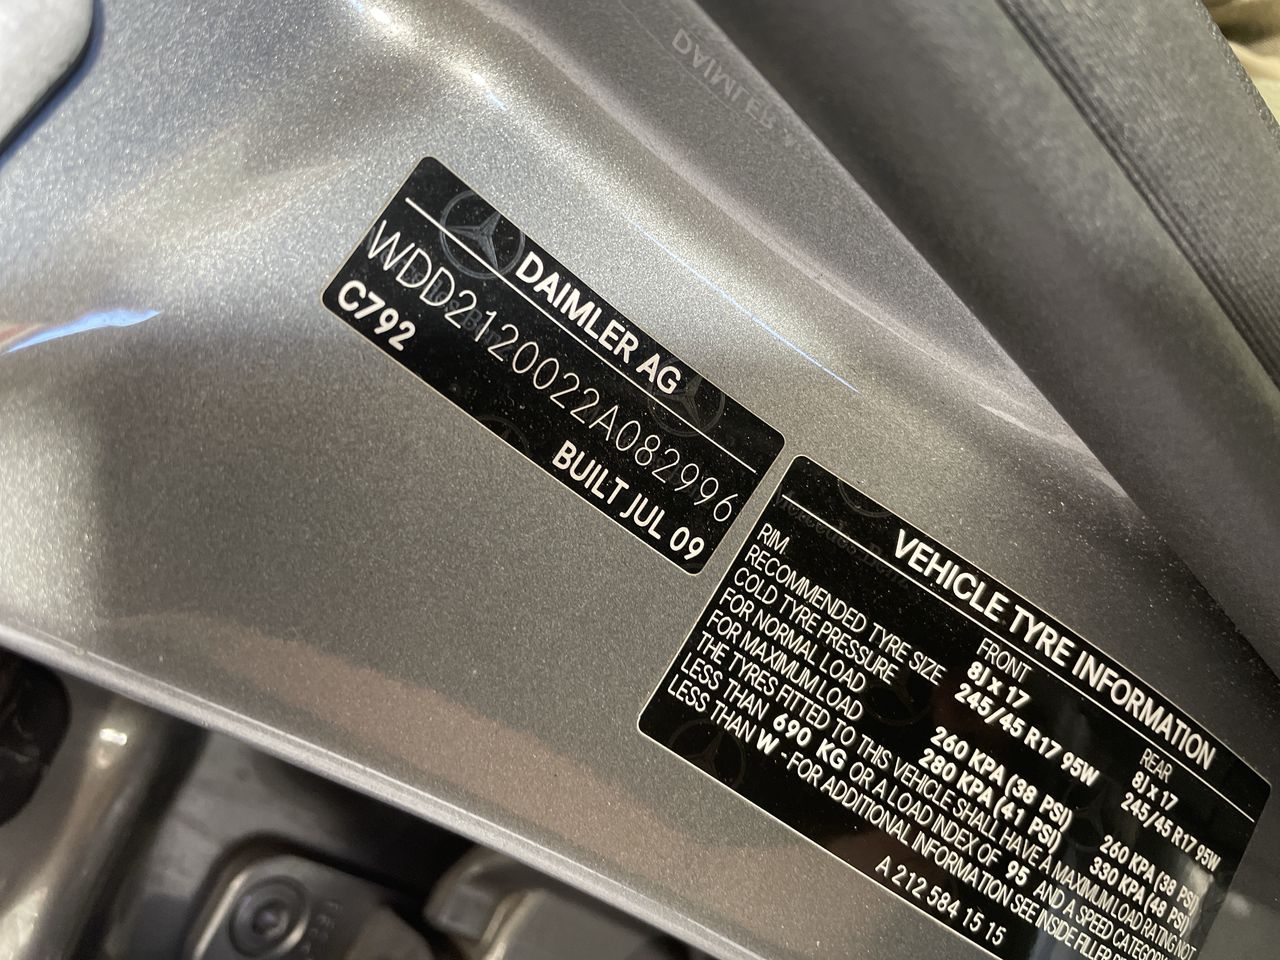 DAIMLER AG
WDD2120022A082996
C792
BUILT JUL 09
VEHICLE TYRE INFORMATION
FRONT REAR
RIM 8J x 17 8J x 17
RECOMMENDED TYRE SIZE 245/45 R17 95W 245/45 R17 95W
COLD TYRE PRESSURE
FOR NORMAL LOAD 260 KPA (38 PSI) 260 KPA (38 PSI)
FOR MAXIMUM LOAD 280 KPA (41 PSI) 330 KPA (48 PSI)
THE TYRES FITTED TO THIS VEHICLE SHALL HAVE A MAXIMUM LOAD RATING NOT
LESS THAN 690 KG OR A LOAD INDEX OF 95 AND A SPEED CATEGORY
LESS THAN W - FOR ADDITIONAL INFORMATION SEE INSIDE FILLER
A 212 584 15 15
DAIMLER